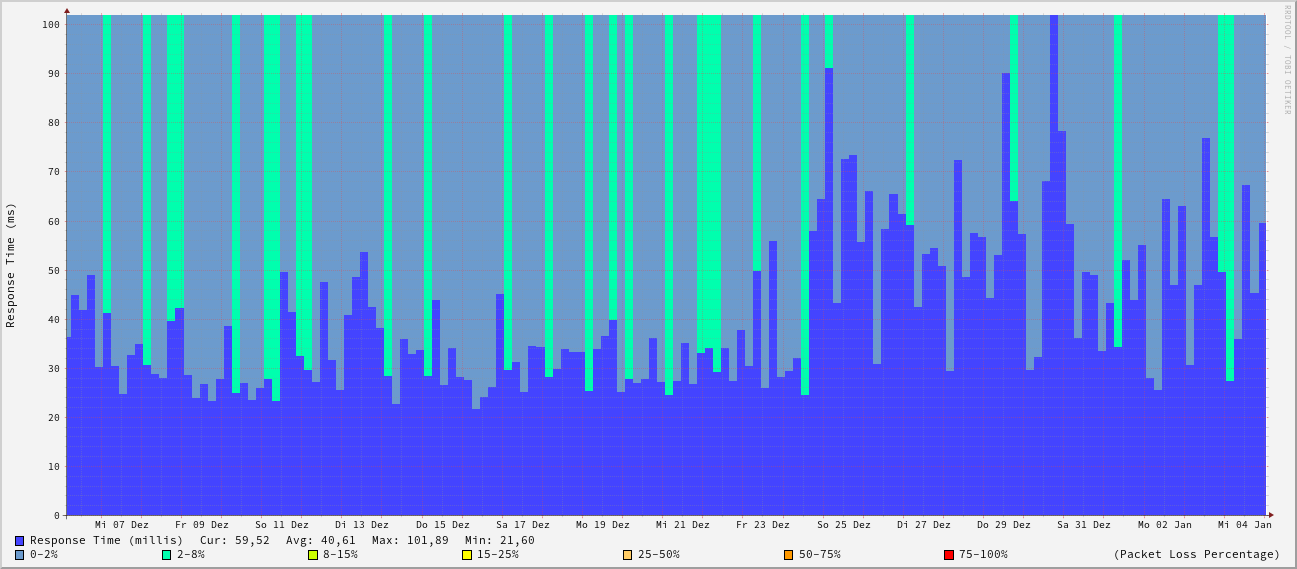 RRDTOOL / TOBI OETIKER
Response Time (ms)
100
90
80
70
60
50
40
30
20
10
0
Mi 07 Dez Fr 09 Dez So 11 Dez Di 13 Dez Do 15 Dez Sa 17 Dez Mo 19 Dez Mi 21 Dez Fr 23 Dez So 25 Dez Di 27 Dez Do 29 Dez Sa 31 Dez Mo 02 Jan Mi 04 Jan
Response Time (millis) Cur: 59,52 Avg: 40,61 Max: 101,89 Min: 21,60
0-2% 2-8% 8-15% 15-25% 25-50% 50-75% 75-100% (Packet Loss Percentage)